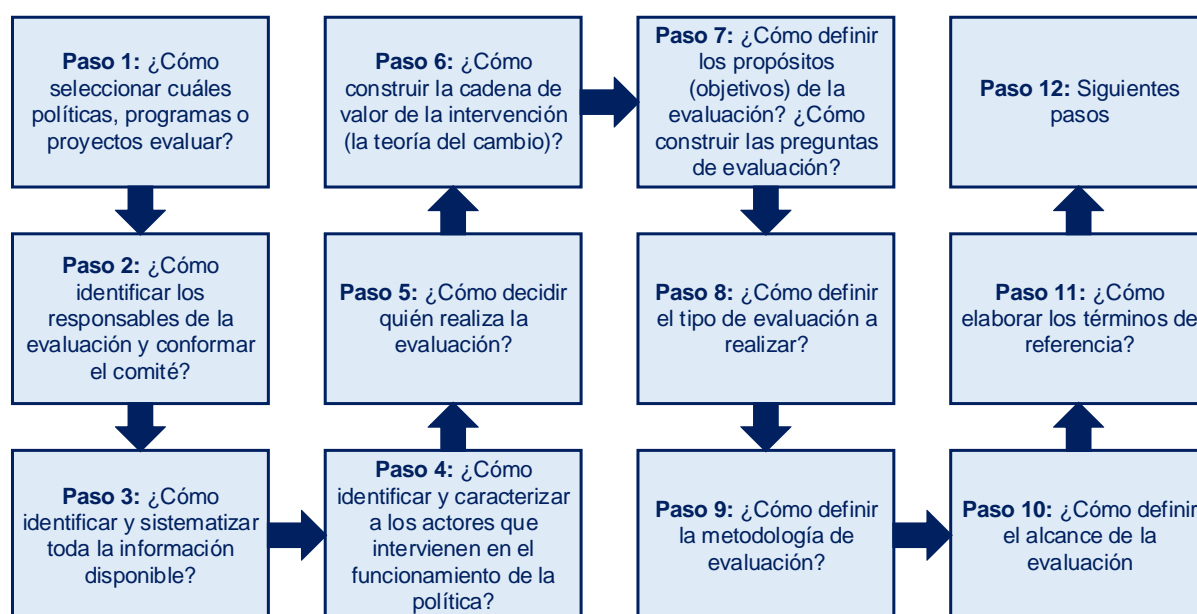 Paso 1: ¿Cómo
seleccionar cuáles
políticas, programas o
proyectos evaluar?
Paso 2: ¿Cómo
identificar los
responsables de la
evaluación y conformar
el comité?
Paso 3: ¿Cómo
identificar y sistematizar
toda la información
disponible?
Paso 4: ¿Cómo
identificar y caracterizar
a los actores que
intervienen en el
funcionamiento de la
política?
Paso 5: ¿Cómo decidir
quién realiza la
evaluación?
Paso 6: ¿Cómo
construir la cadena de
valor de la intervención
(la teoría del cambio)?
Paso 7: ¿Cómo definir
los propósitos
(objetivos) de la
evaluación? ¿Cómo
construir las preguntas
de evaluación?
Paso 8: ¿Cómo definir
el tipo de evaluación a
realizar?
Paso 9: ¿Cómo definir
la metodología de
evaluación?
Paso 10: ¿Cómo definir
el alcance de la
evaluación
Paso 11: ¿Cómo
elaborar los términos de
referencia?
Paso 12: Siguientes
pasos